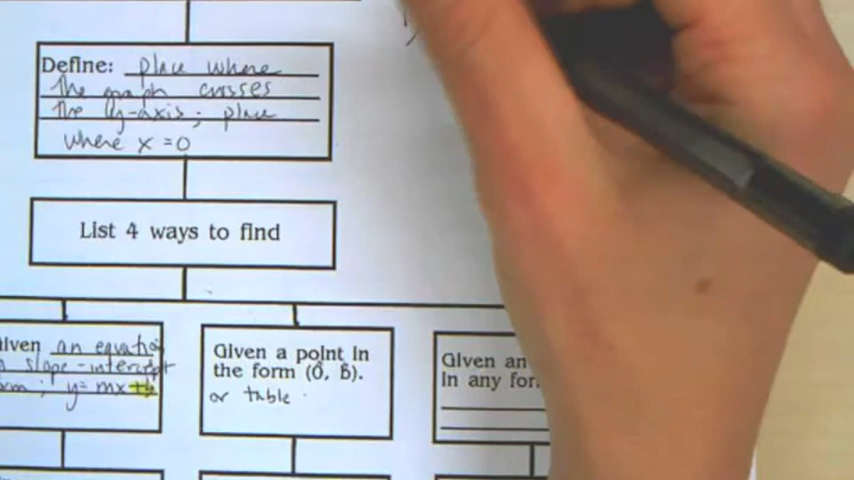 Define: place where
the graph crosses
the y-axis; place
where x = 0
List 4 ways to find
Given an equation
slope-intercept
form; y= mx+b
Given a point in
the form (0, b).
or table
Given an
in any for